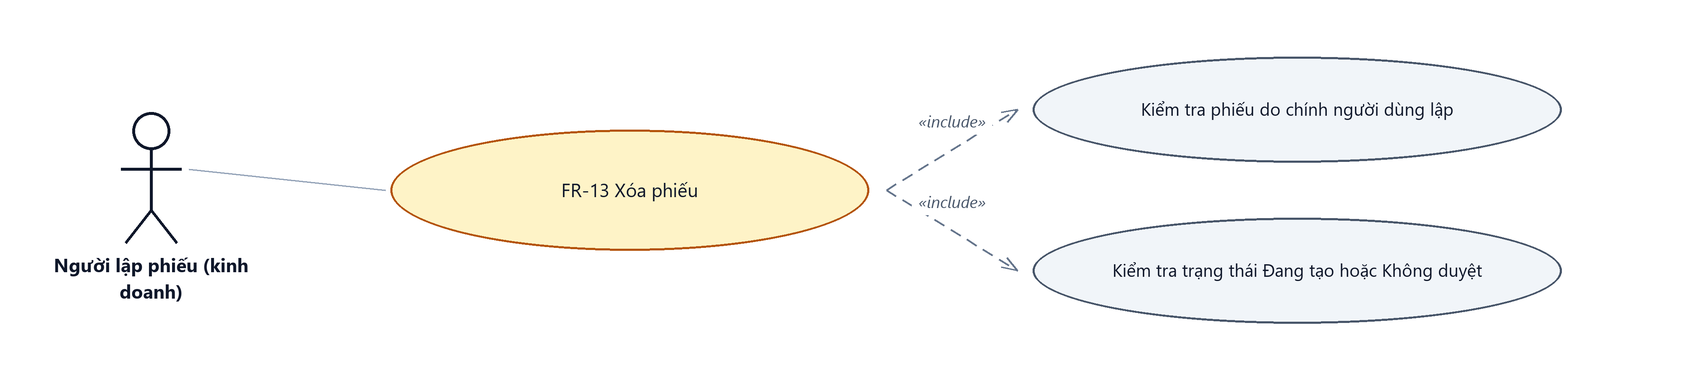 Kiểm tra phiếu do chính người dùng lập
«include»
FR-13 Xóa phiếu
«include»
Người lập phiếu (kinh
doanh)
Kiểm tra trạng thái Đang tạo hoặc Không duyệt